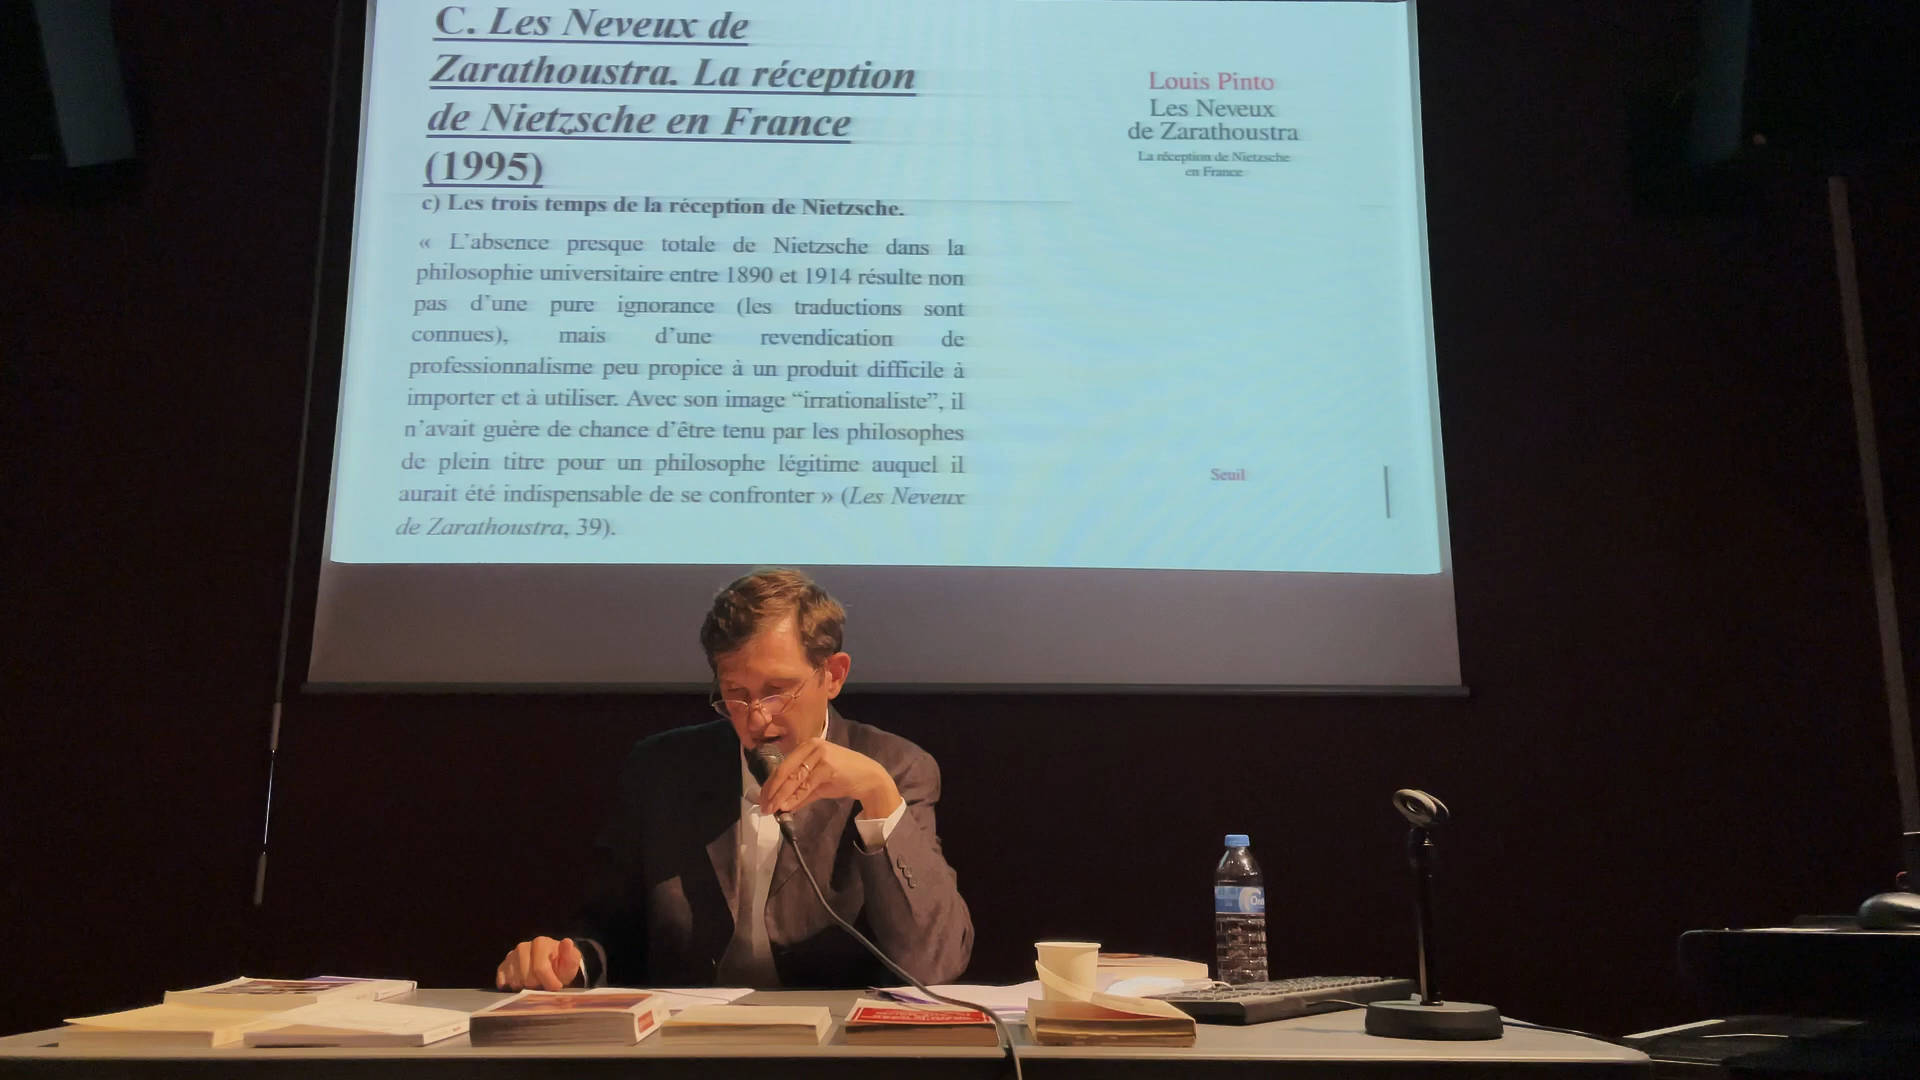 C. Les Neveux de
Zarathoustra. La réception
de Nietzsche en France
(1995)
c) Les trois temps de la réception de Nietzsche.
« L’absence presque totale de Nietzsche dans la
philosophie universitaire entre 1890 et 1914 résulte non
pas d’une pure ignorance (les traductions sont
connues), mais d’une revendication de
professionnalisme peu propice à un produit difficile à
importer et à utiliser. Avec son image “irrationaliste”, il
n’avait guère de chance d’être tenu par les philosophes
de plein titre pour un philosophe légitime auquel il
aurait été indispensable de se confronter » (Les Neveux
de Zarathoustra, 39).
Louis Pinto
Les Neveux
de Zarathoustra
La réception de Nietzsche
en France
Seuil